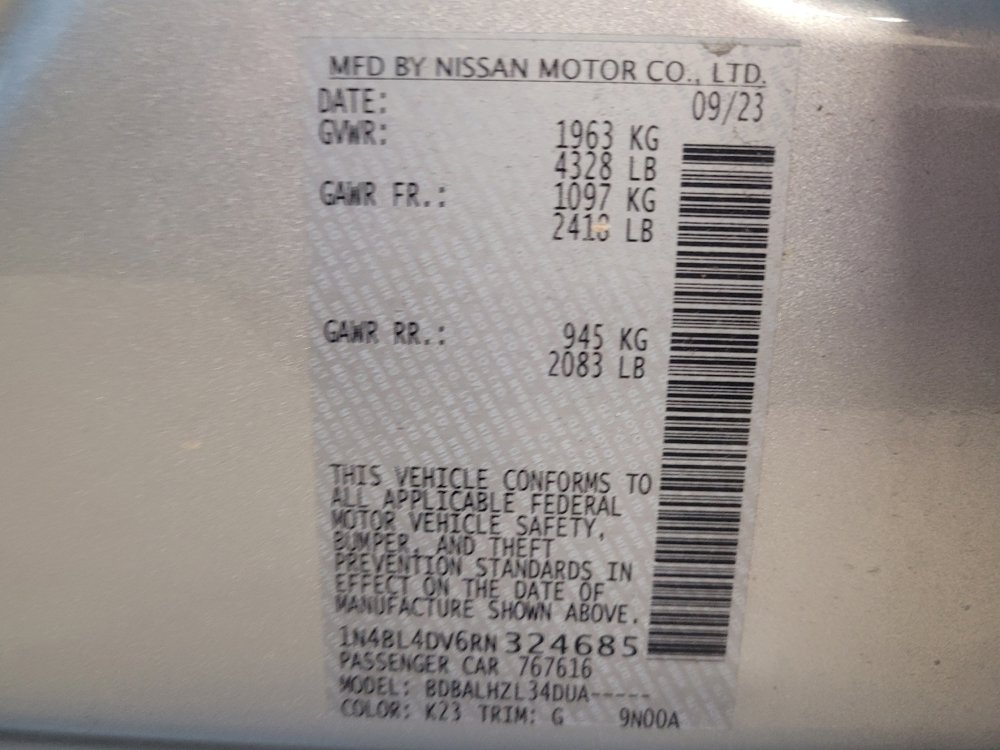 MFD BY NISSAN MOTOR CO., LTD.
DATE: 09/23
GVWR: 1963 KG
4328 LB
GAWR FR.: 1097 KG
2418 LB
GAWR RR.: 945 KG
2083 LB
THIS VEHICLE CONFORMS TO
ALL APPLICABLE FEDERAL
MOTOR VEHICLE SAFETY,
BUMPER, AND THEFT
PREVENTION STANDARDS IN
EFFECT ON THE DATE OF
MANUFACTURE SHOWN ABOVE.
1N4BL4DV6RN324685
PASSENGER CAR 767616
MODEL: BDBALHZL34DUA-----
COLOR: K23 TRIM: G 9N00A